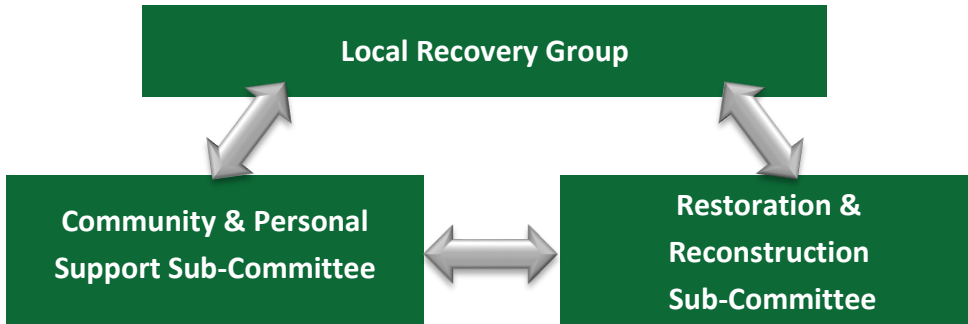 Local Recovery Group
Community & Personal
Support Sub-Committee
Restoration &
Reconstruction
Sub-Committee